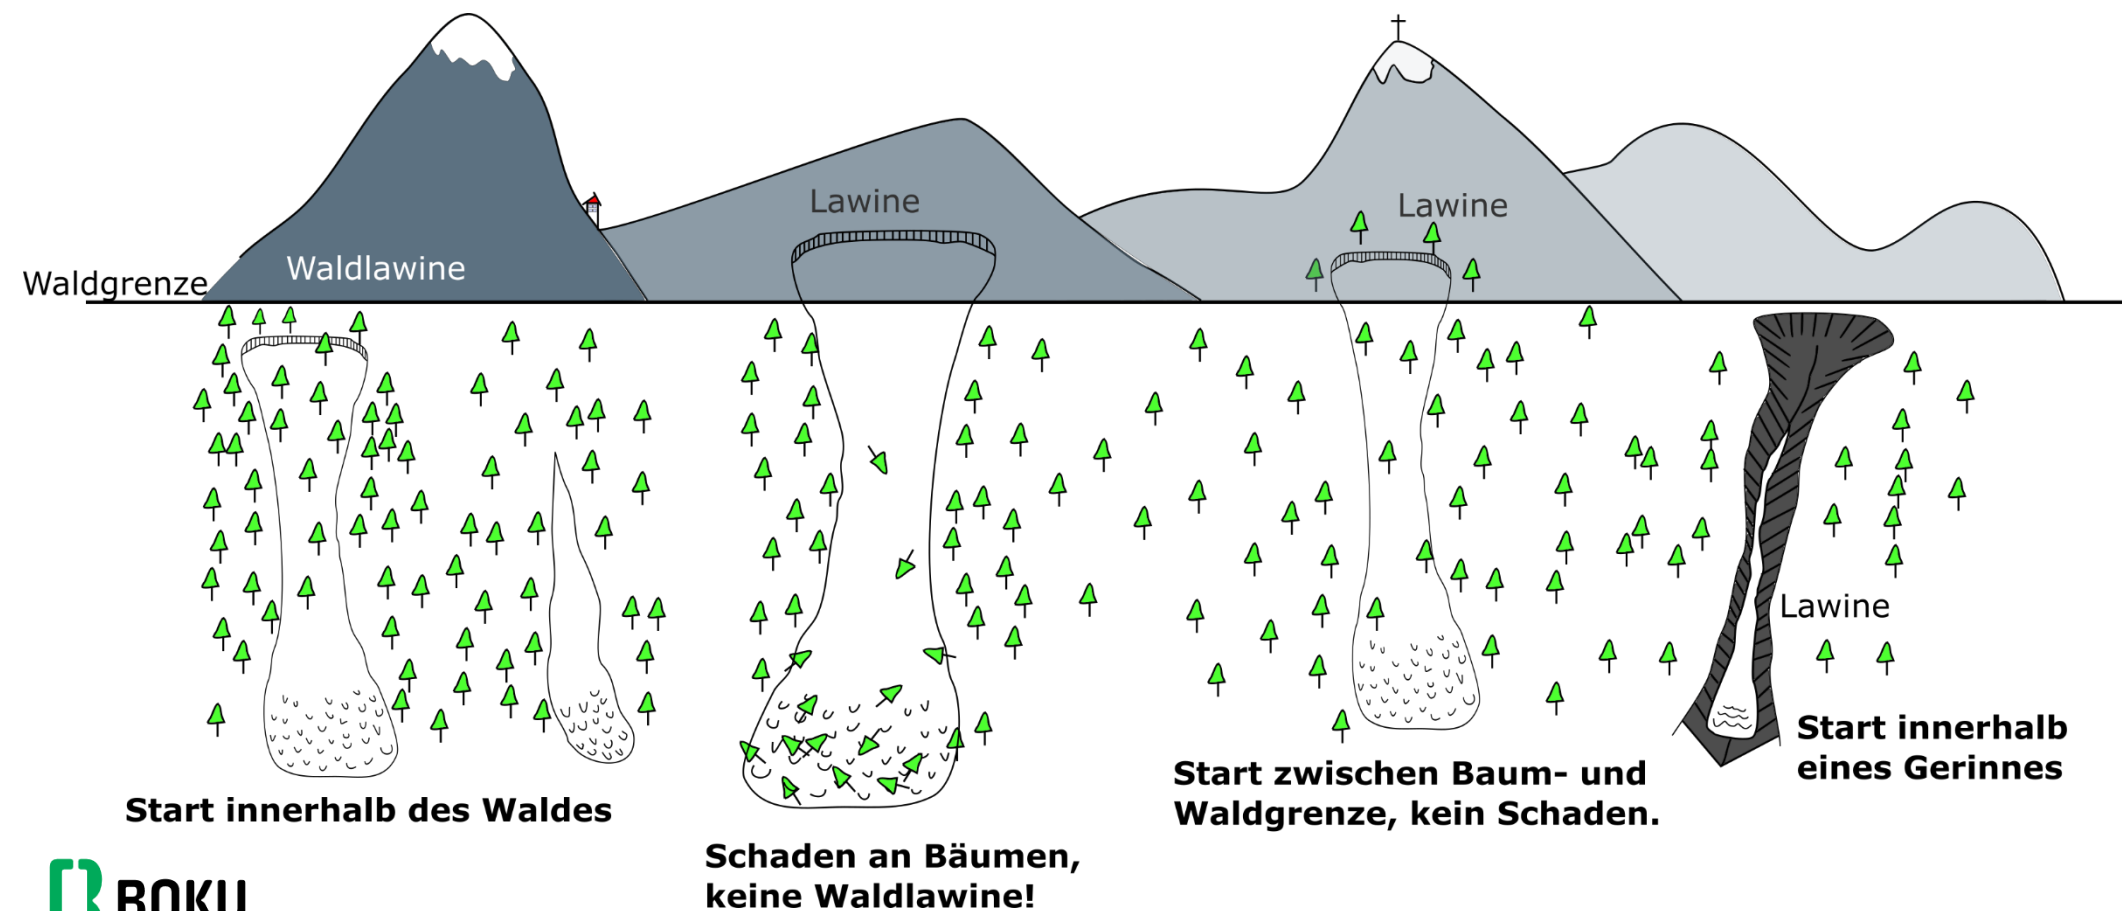 Lawine
Lawine
Waldgrenze
Waldlawine
Lawine
Start innerhalb des Waldes
Schaden an Bäumen,
keine Waldlawine!
Start zwischen Baum- und
Waldgrenze, kein Schaden.
Start innerhalb
eines Gerinnes
BOKU